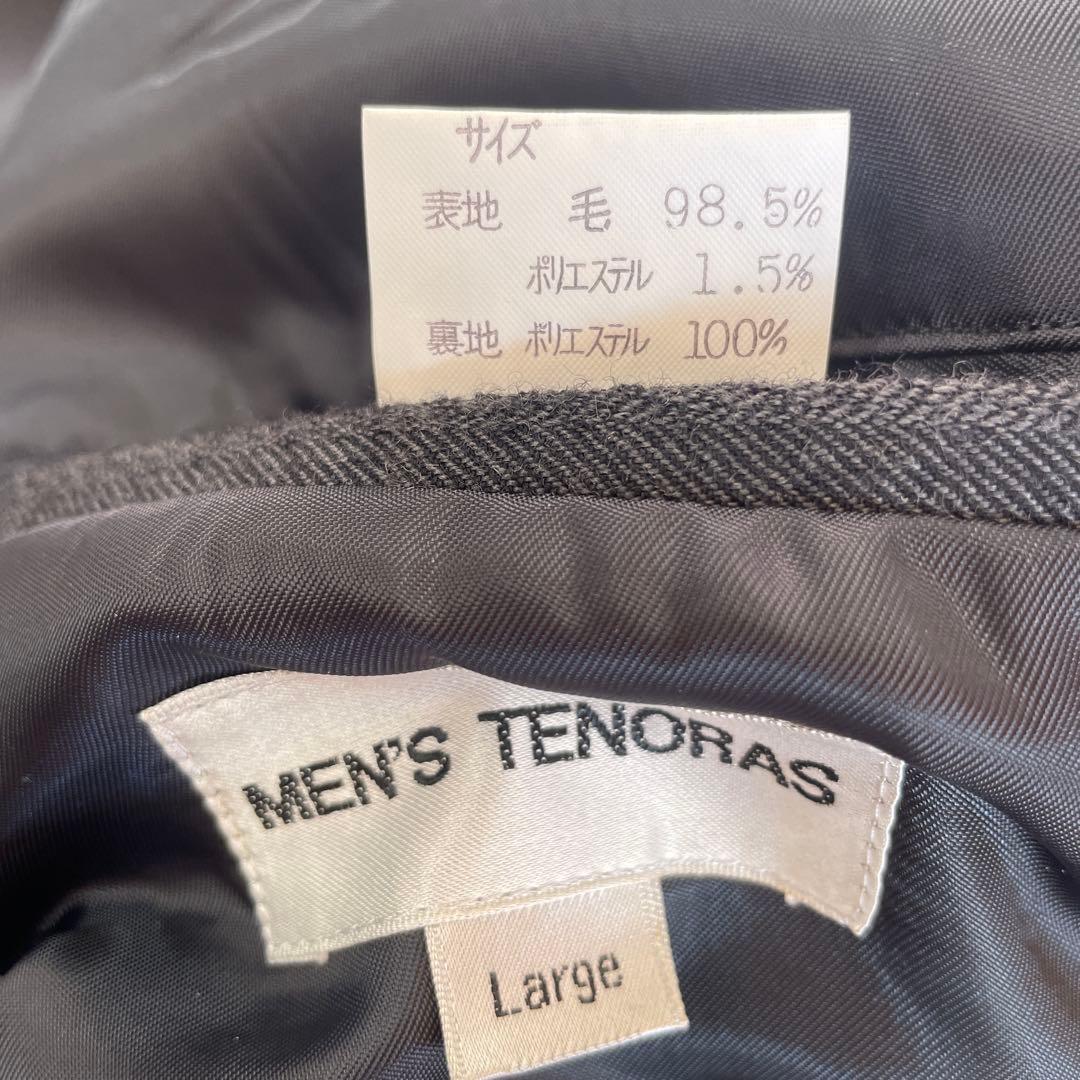 サイズ
表地 毛 98.5%
ポリエステル 1.5%
裏地 ポリエステル 100%
MEN'S TENORAS
Large